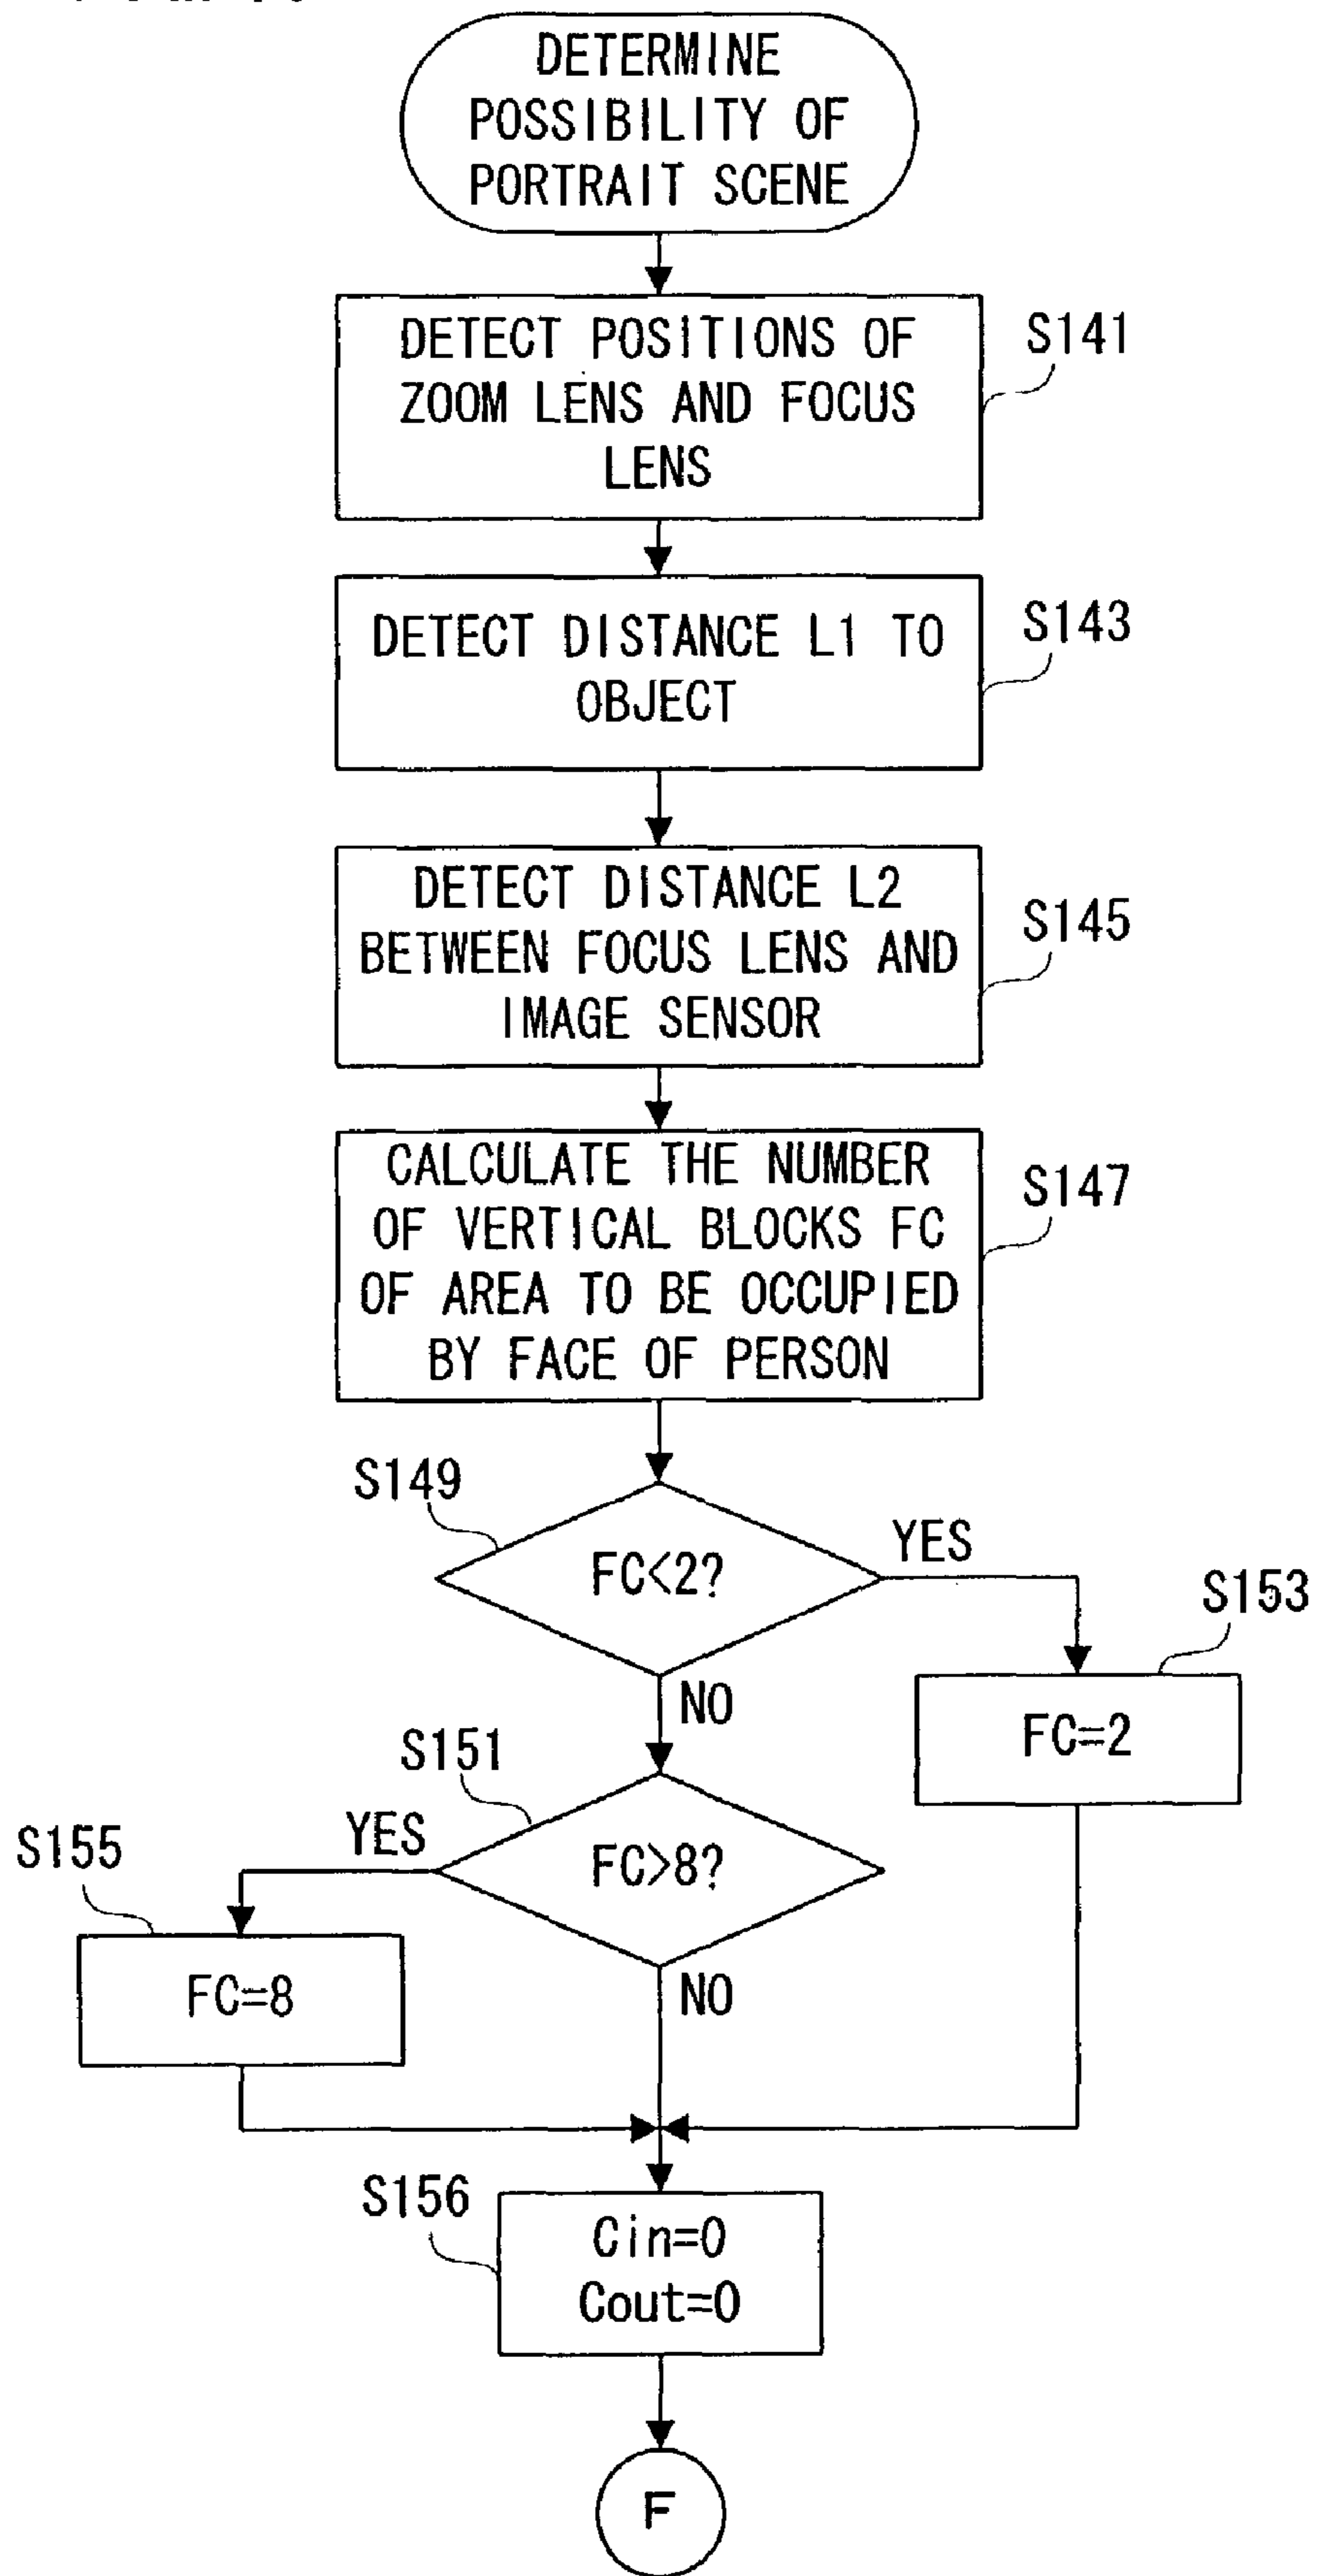 DETERMINE
POSSIBILITY OF
PORTRAIT SCENE
DETECT POSITIONS OF
ZOOM LENS AND FOCUS
LENS
S141
DETECT DISTANCE L1 TO
OBJECT
S143
DETECT DISTANCE L2
BETWEEN FOCUS LENS AND
IMAGE SENSOR
S145
CALCULATE THE NUMBER
OF VERTICAL BLOCKS FC
OF AREA TO BE OCCUPIED
BY FACE OF PERSON
S147
S149
FC<2?
YES
NO
S153
FC=2
S151
FC>8?
YES
NO
S155
FC=8
S156
Cin=0
Cout=0
F